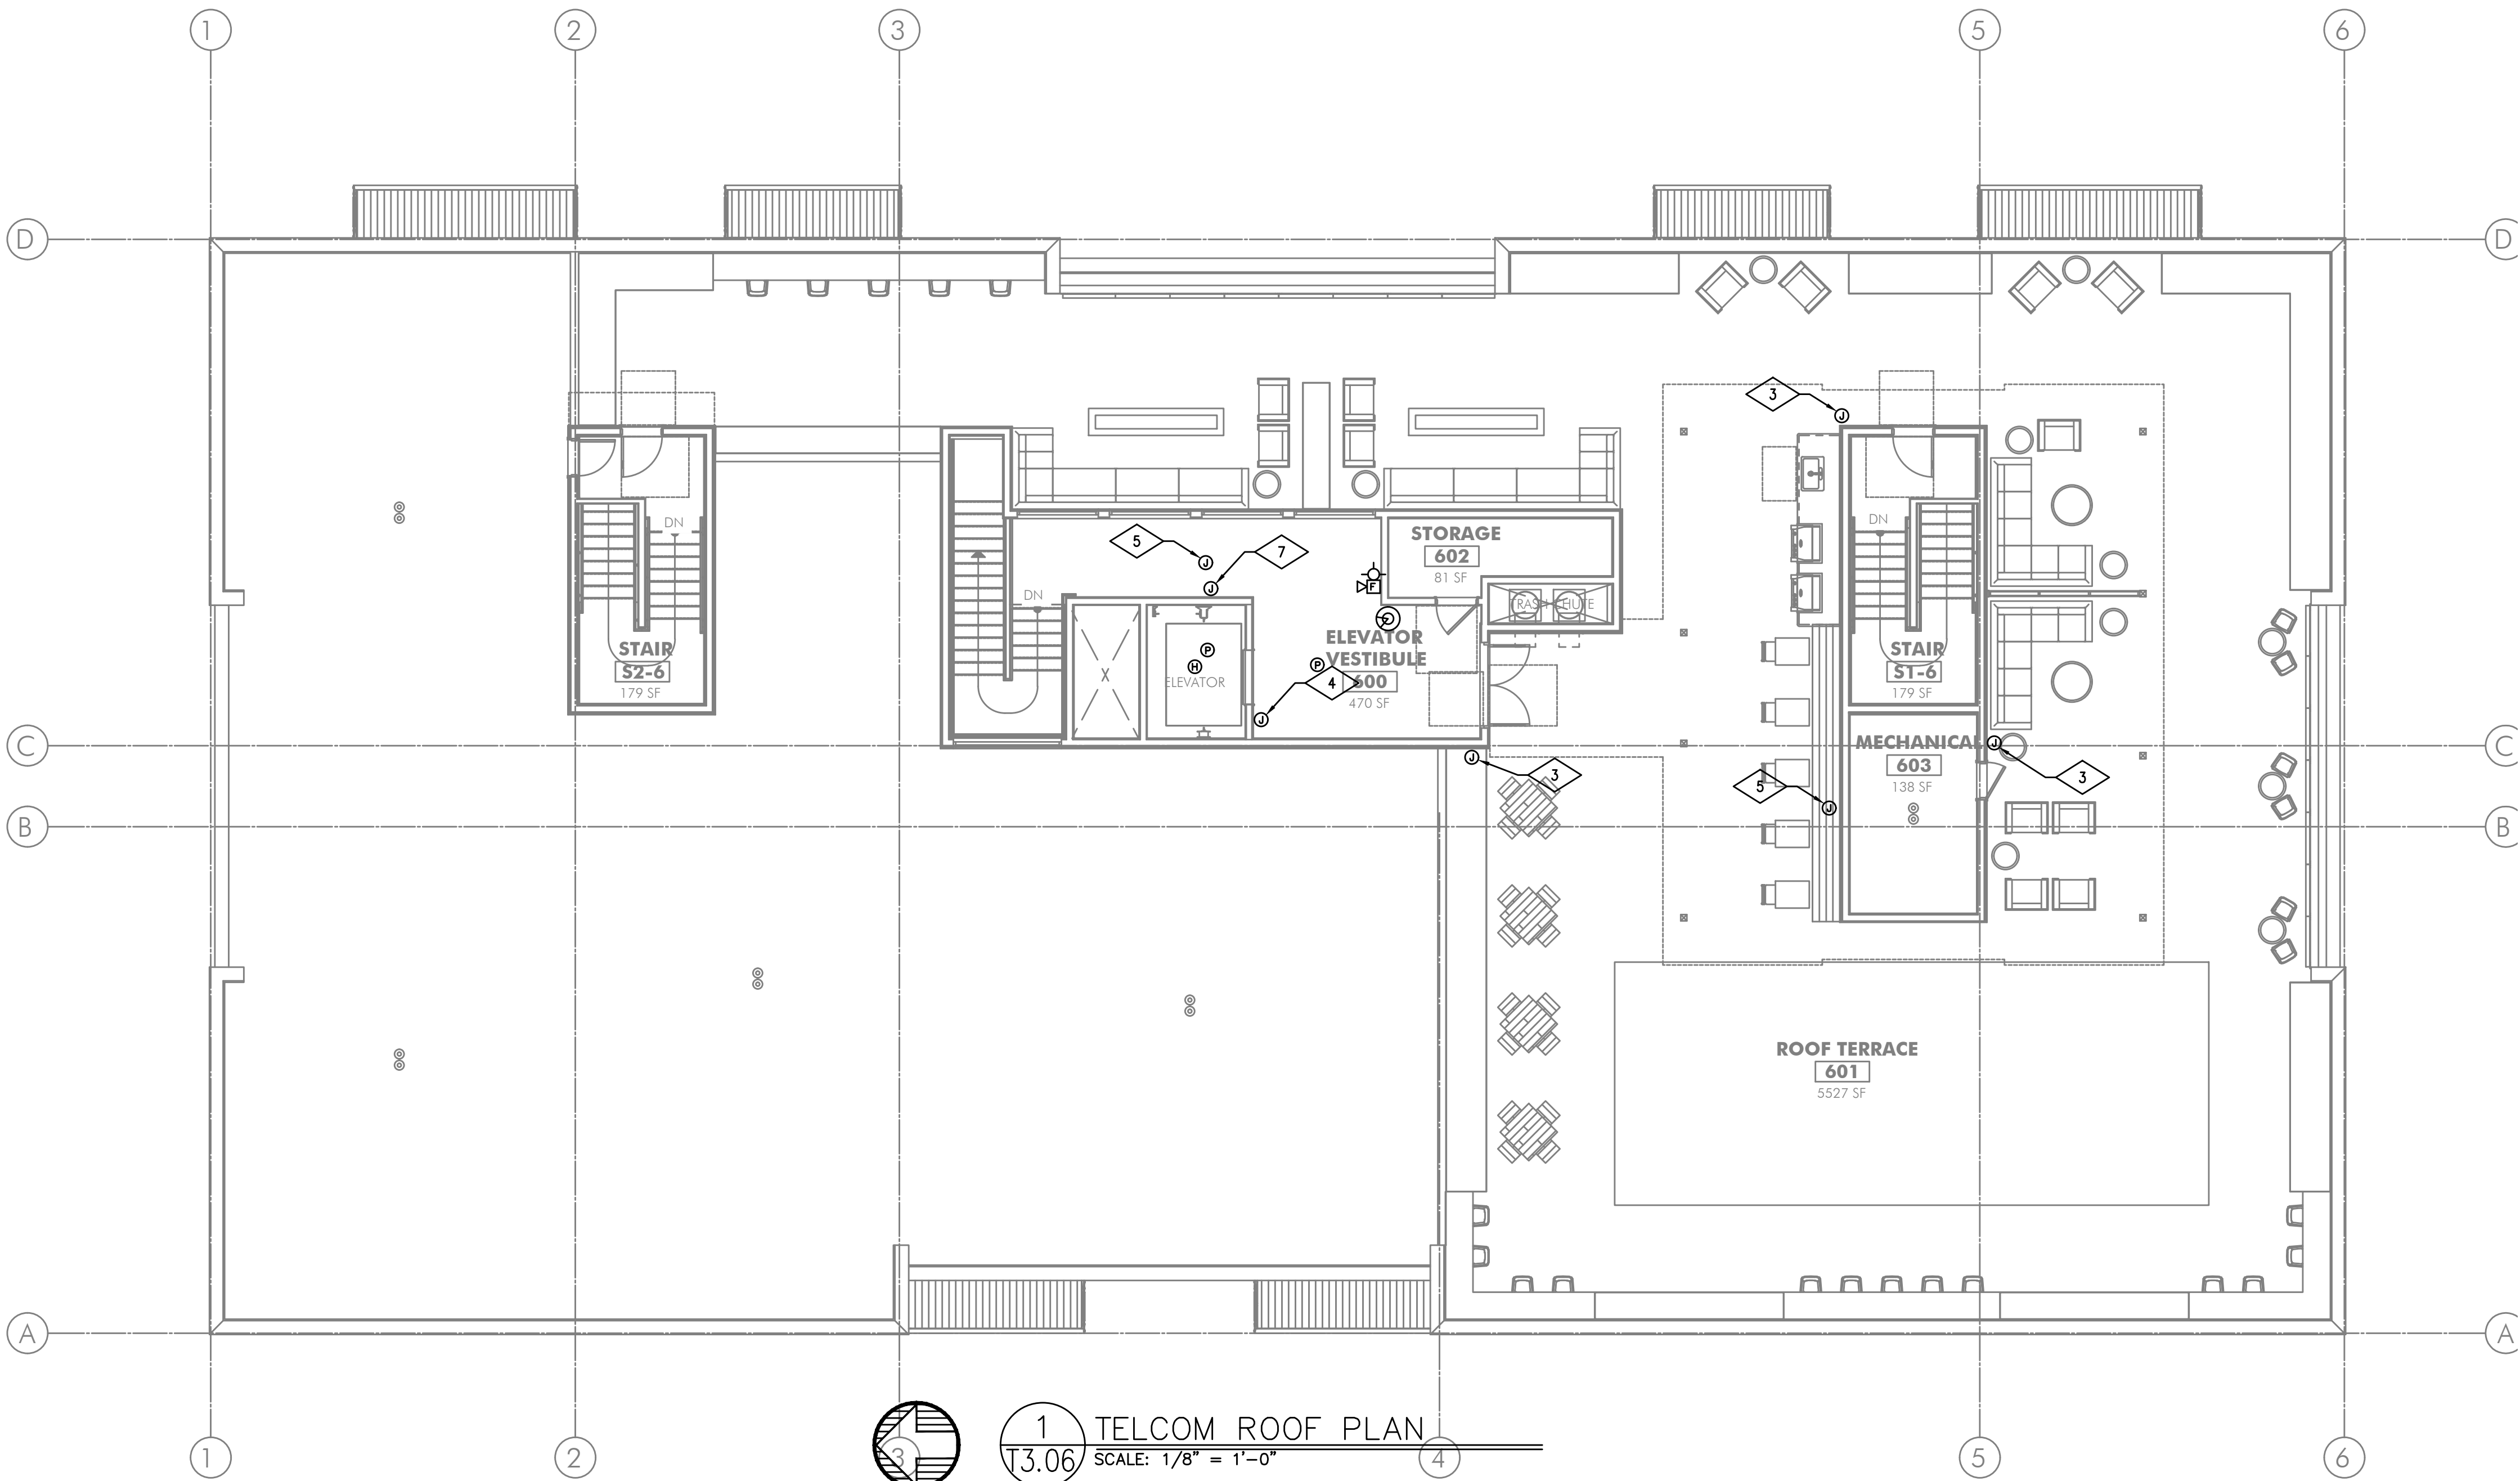 1
2
3
5
6
D
D
3
DN
DN
STORAGE
602
81 SF
5
J
7
J
J
F
TRASH CHUTE
DN
STAIR
S2-6
179 SF
ELEVATOR
VESTIBULE
600
470 SF
P
H
ELEVATOR
P
4
J
STAIR
S1-6
179 SF
C
C
J
3
MECHANICAL
603
138 SF
J
3
5
J
B
B
ROOF TERRACE
601
5527 SF
A
A
1
T3.06
TELCOM ROOF PLAN
SCALE: 1/8" = 1'-0"
1
2
3
4
5
6